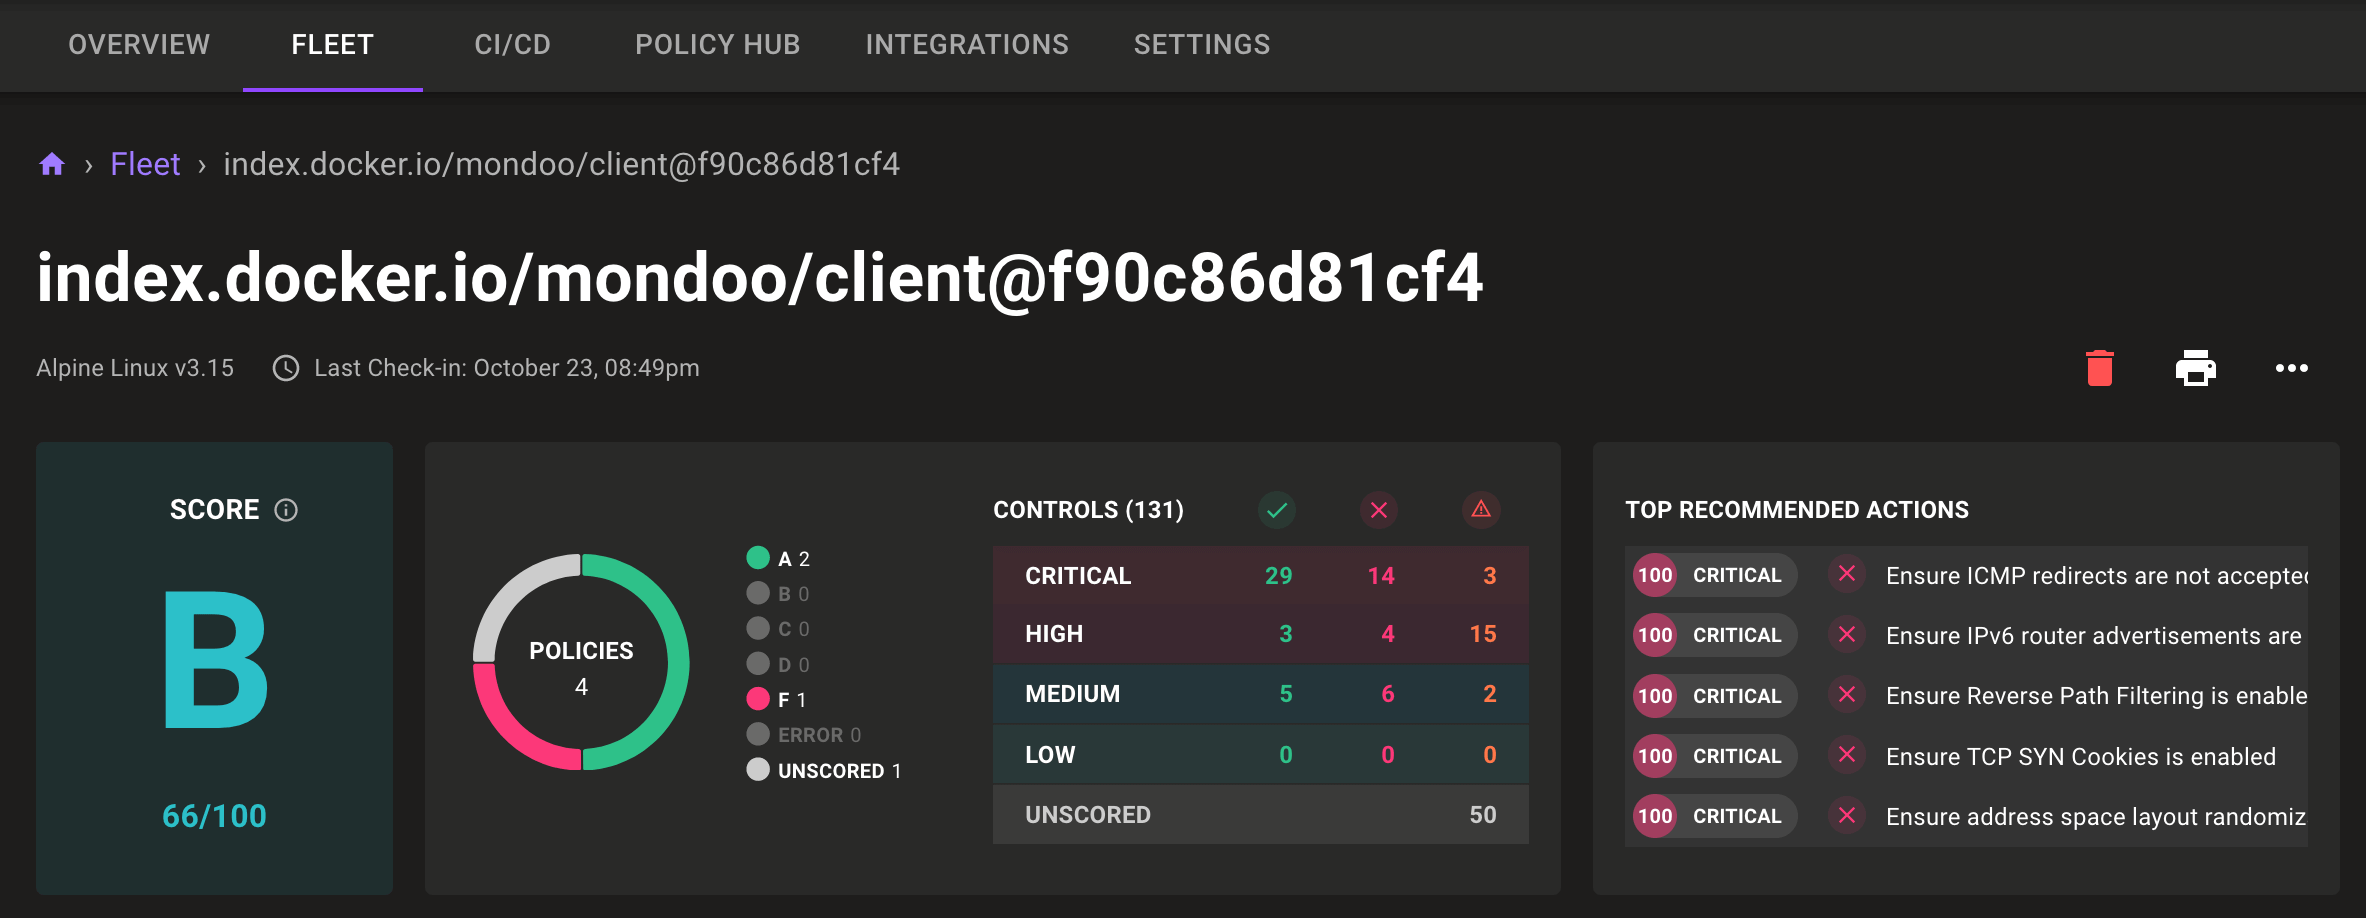 OVERVIEW FLEET CI/CD POLICY HUB INTEGRATIONS SETTINGS
› Fleet › index.docker.io/mondoo/client@f90c86d81cf4
index.docker.io/mondoo/client@f90c86d81cf4
Alpine Linux v3.15 Last Check-in: October 23, 08:49pm
SCORE
B
66/100
POLICIES
4
A 2
B 0
C 0
D 0
F 1
ERROR 0
UNSCORED 1
CONTROLS (131)
CRITICAL 29 14 3
HIGH 3 4 15
MEDIUM 5 6 2
LOW 0 0 0
UNSCORED 50
TOP RECOMMENDED ACTIONS
100 CRITICAL Ensure ICMP redirects are not accepted
100 CRITICAL Ensure IPv6 router advertisements are
100 CRITICAL Ensure Reverse Path Filtering is enable
100 CRITICAL Ensure TCP SYN Cookies is enabled
100 CRITICAL Ensure address space layout randomiz